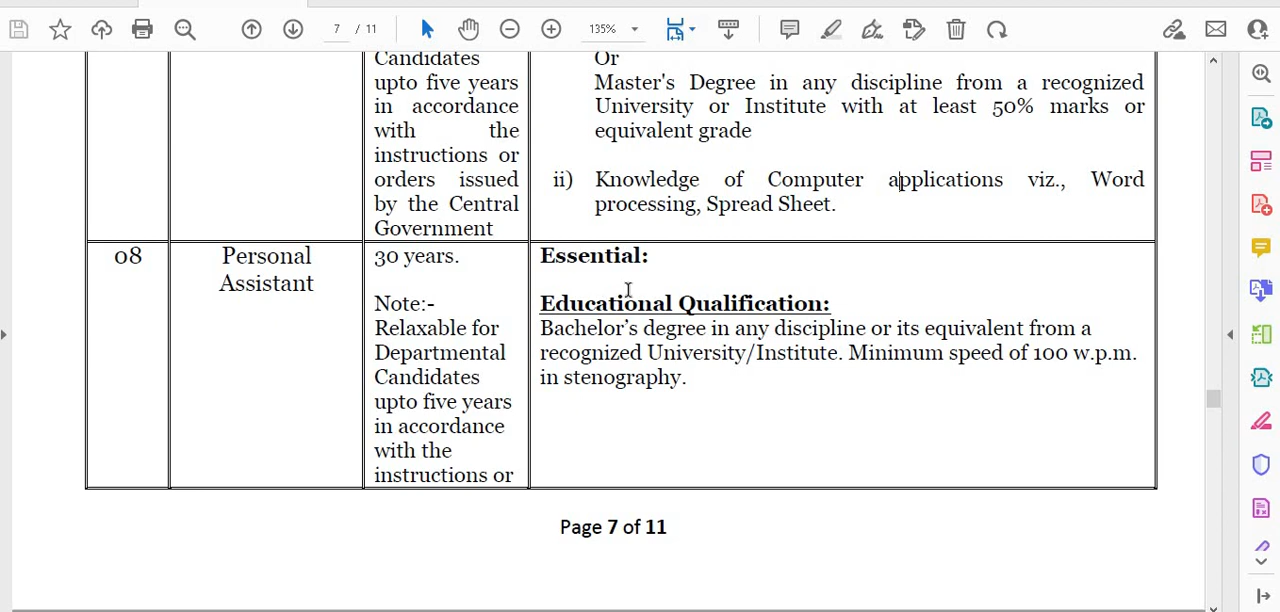 7 / 11
135%
Candidates
upto five years
in accordance
with the
instructions or
orders issued
by the Central
Government
Or
Master's Degree in any discipline from a recognized
University or Institute with at least 50% marks or
equivalent grade
ii) Knowledge of Computer applications viz., Word
processing, Spread Sheet.
08
Personal
Assistant
30 years.
Note:-
Relaxable for
Departmental
Candidates
upto five years
in accordance
with the
instructions or
Essential:
Educational Qualification:
Bachelor’s degree in any discipline or its equivalent from a
recognized University/Institute. Minimum speed of 100 w.p.m.
in stenography.
Page 7 of 11